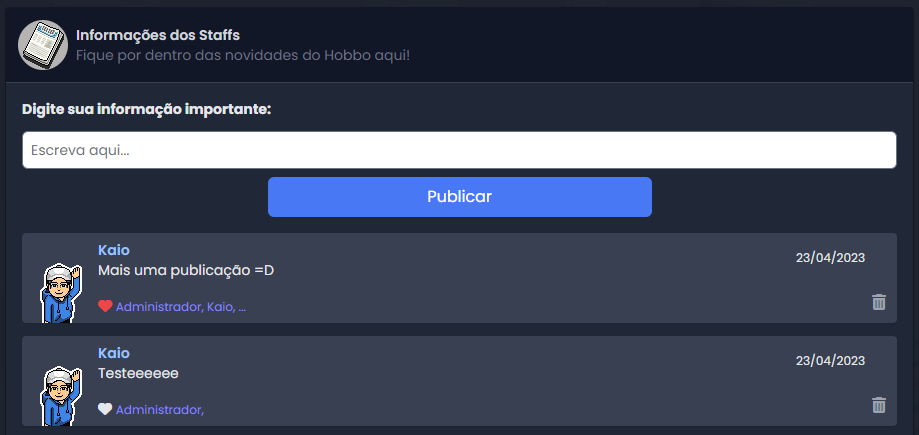 Informações dos Staffs
Fique por dentro das novidades do Hobbo aqui!
Digite sua informação importante:
Escreva aqui...
Publicar
Kaio
23/04/2023
Mais uma publicação =D
Administrador, Kaio, ...
Kaio
23/04/2023
Testeeeeee
Administrador,